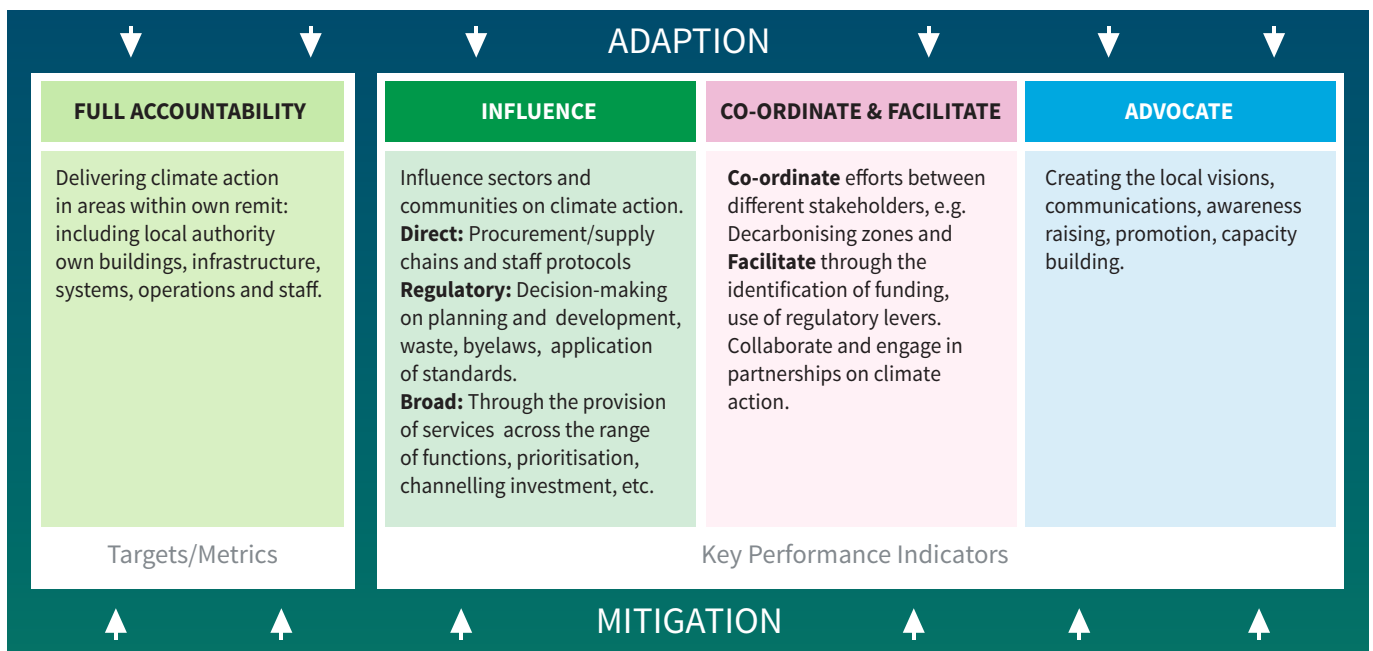 ADAPTION
FULL ACCOUNTABILITY
Delivering climate action
in areas within own remit:
including local authority
own buildings, infrastructure,
systems, operations and staff.
Targets/Metrics
INFLUENCE
Influence sectors and
communities on climate action.
Direct: Procurement/supply
chains and staff protocols
Regulatory: Decision-making
on planning and development,
waste, byelaws, application
of standards.
Broad: Through the provision
of services across the range
of functions, prioritisation,
channelling investment, etc.
CO-ORDINATE & FACILITATE
Co-ordinate efforts between
different stakeholders, e.g.
Decarbonising zones and
Facilitate through the
identification of funding,
use of regulatory levers.
Collaborate and engage in
partnerships on climate
action.
ADVOCATE
Creating the local visions,
communications, awareness
raising, promotion, capacity
building.
Key Performance Indicators
MITIGATION